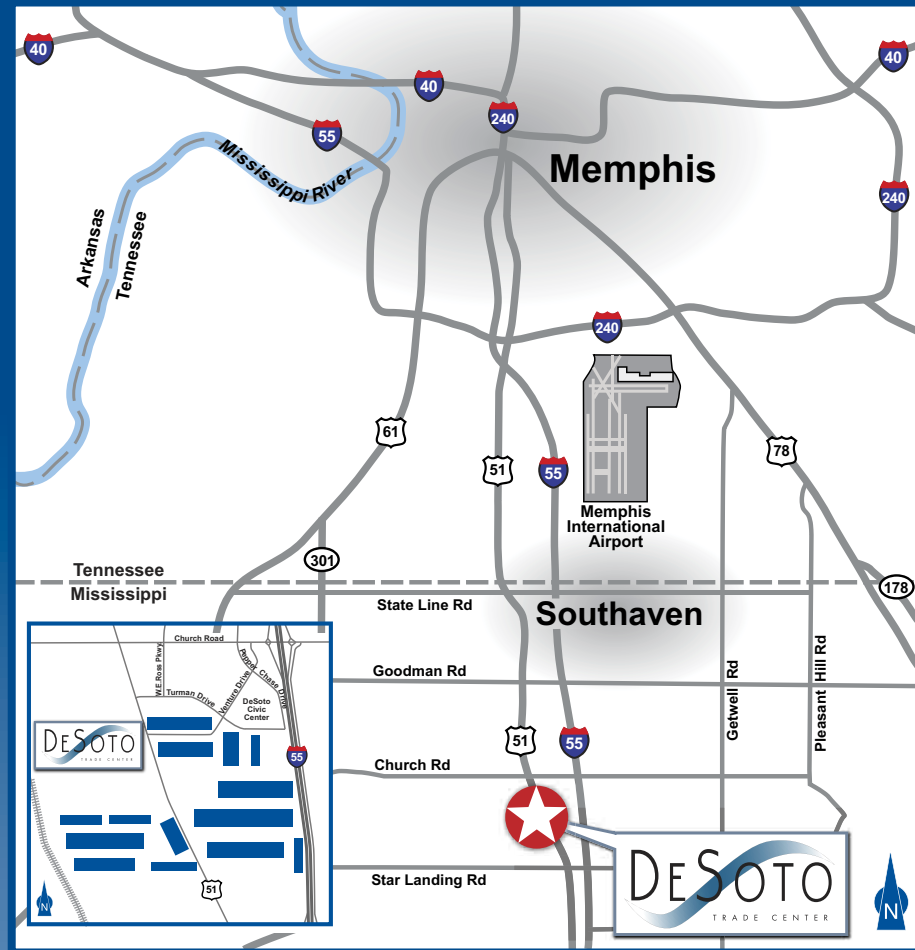 40
40
40
240
55
Mississippi River
Memphis
240
Arkansas
Tennessee
240
61
51
55
78
Memphis
International
Airport
301
Tennessee
Mississippi
178
State Line Rd
Southaven
Goodman Rd
Getwell Rd
Pleasant Hill Rd
51
55
Church Rd
Star Landing Rd
DESOTO
TRADE CENTER
N
Church Road
W.E.Ross Pkwy
Pepper Chase Drive
Venture Drive
Turman Drive
DeSoto
Civic
Center
DESOTO
TRADE CENTER
55
51
N